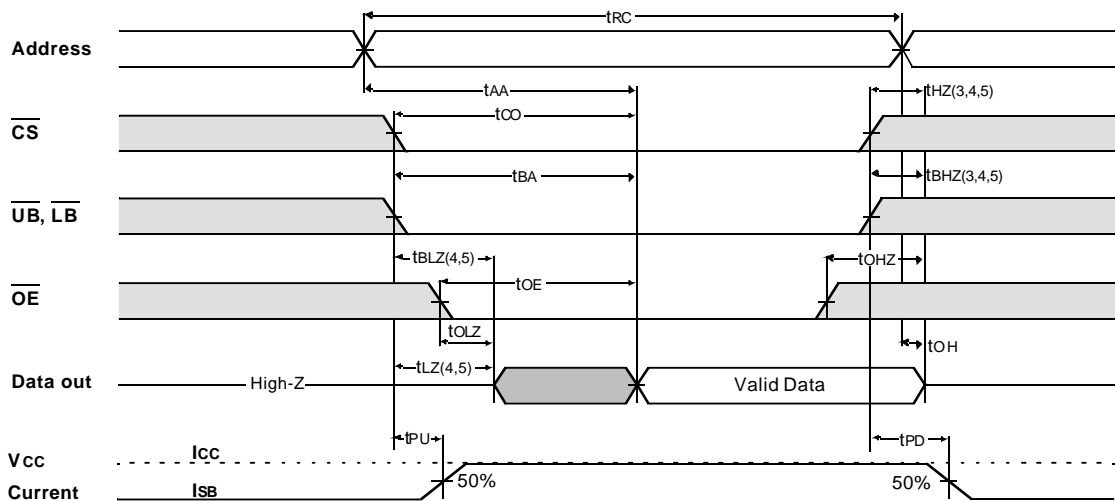 tRC
Address
tAA
tHZ(3,4,5)
CS
tCO
tBA
tBHZ(3,4,5)
UB, LB
tBLZ(4,5)
tOHZ
tOE
OE
tOLZ
tOH
tLZ(4,5)
Data out
High-Z
Valid Data
tPU
tPD
VCC
ICC
50%
50%
Current
ISB